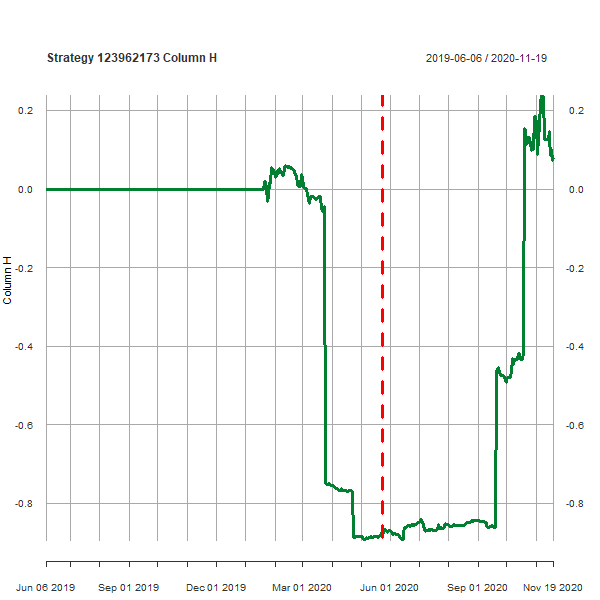 Strategy 123962173 Column H
2019-06-06 / 2020-11-19
0.2 0.2
0.0 0.0
-0.2 -0.2
-0.4 -0.4
-0.6 -0.6
-0.8 -0.8
Column H
Jun 06 2019 Sep 01 2019 Dec 01 2019 Mar 01 2020 Jun 01 2020 Sep 01 2020 Nov 19 2020